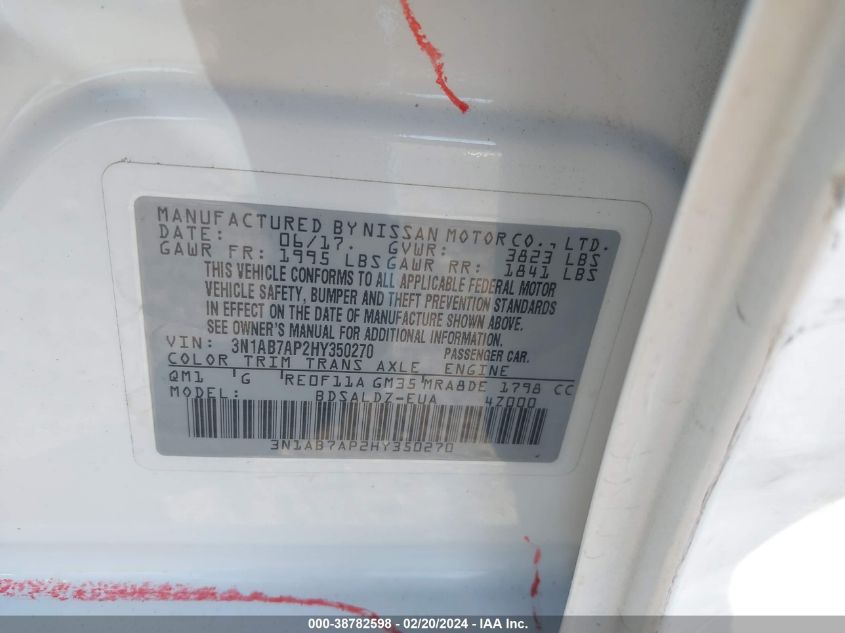 MANUFACTURED BY NISSAN MOTOR CO., LTD.
DATE: 06/17. GVWR: 3823 LBS
GAWR FR: 1995 LBS GAWR RR: 1841 LBS
THIS VEHICLE CONFORMS TO ALL APPLICABLE FEDERAL MOTOR
VEHICLE SAFETY, BUMPER AND THEFT PREVENTION STANDARDS
IN EFFECT ON THE DATE OF MANUFACTURE SHOWN ABOVE.
SEE OWNER'S MANUAL FOR ADDITIONAL INFORMATION.
VIN: 3N1AB7AP2HY350270 PASSENGER CAR.
COLOR TRIM TRANS AXLE ENGINE
QM1 G RE0F11A GM35 MRA8DE 1798 CC
MODEL: BDSALDZ-EUA 47000
3N1AB7AP2HY350270
000-38782598 - 02/20/2024 - IAA Inc.